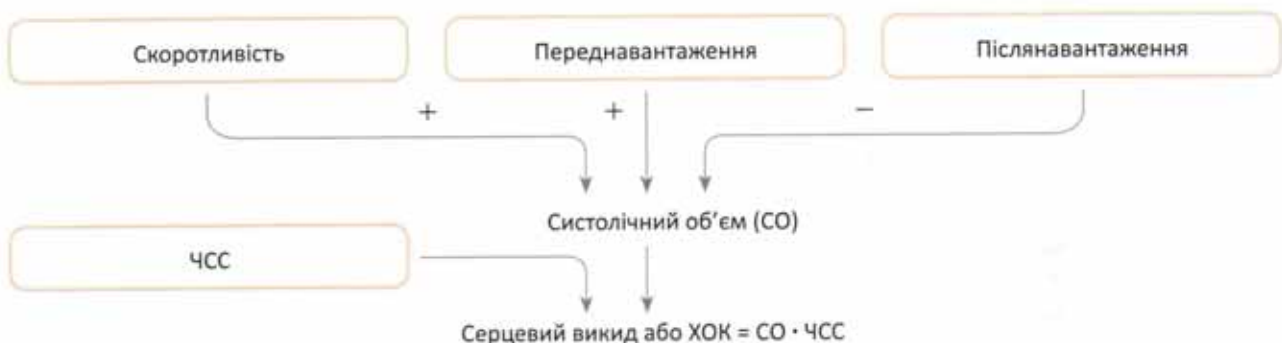 Скоротливість
Переднавантаження
Післянавантаження
+
+
−
Систолічний об’єм (СО)
ЧСС
Серцевий викид або ХОК = СО · ЧСС